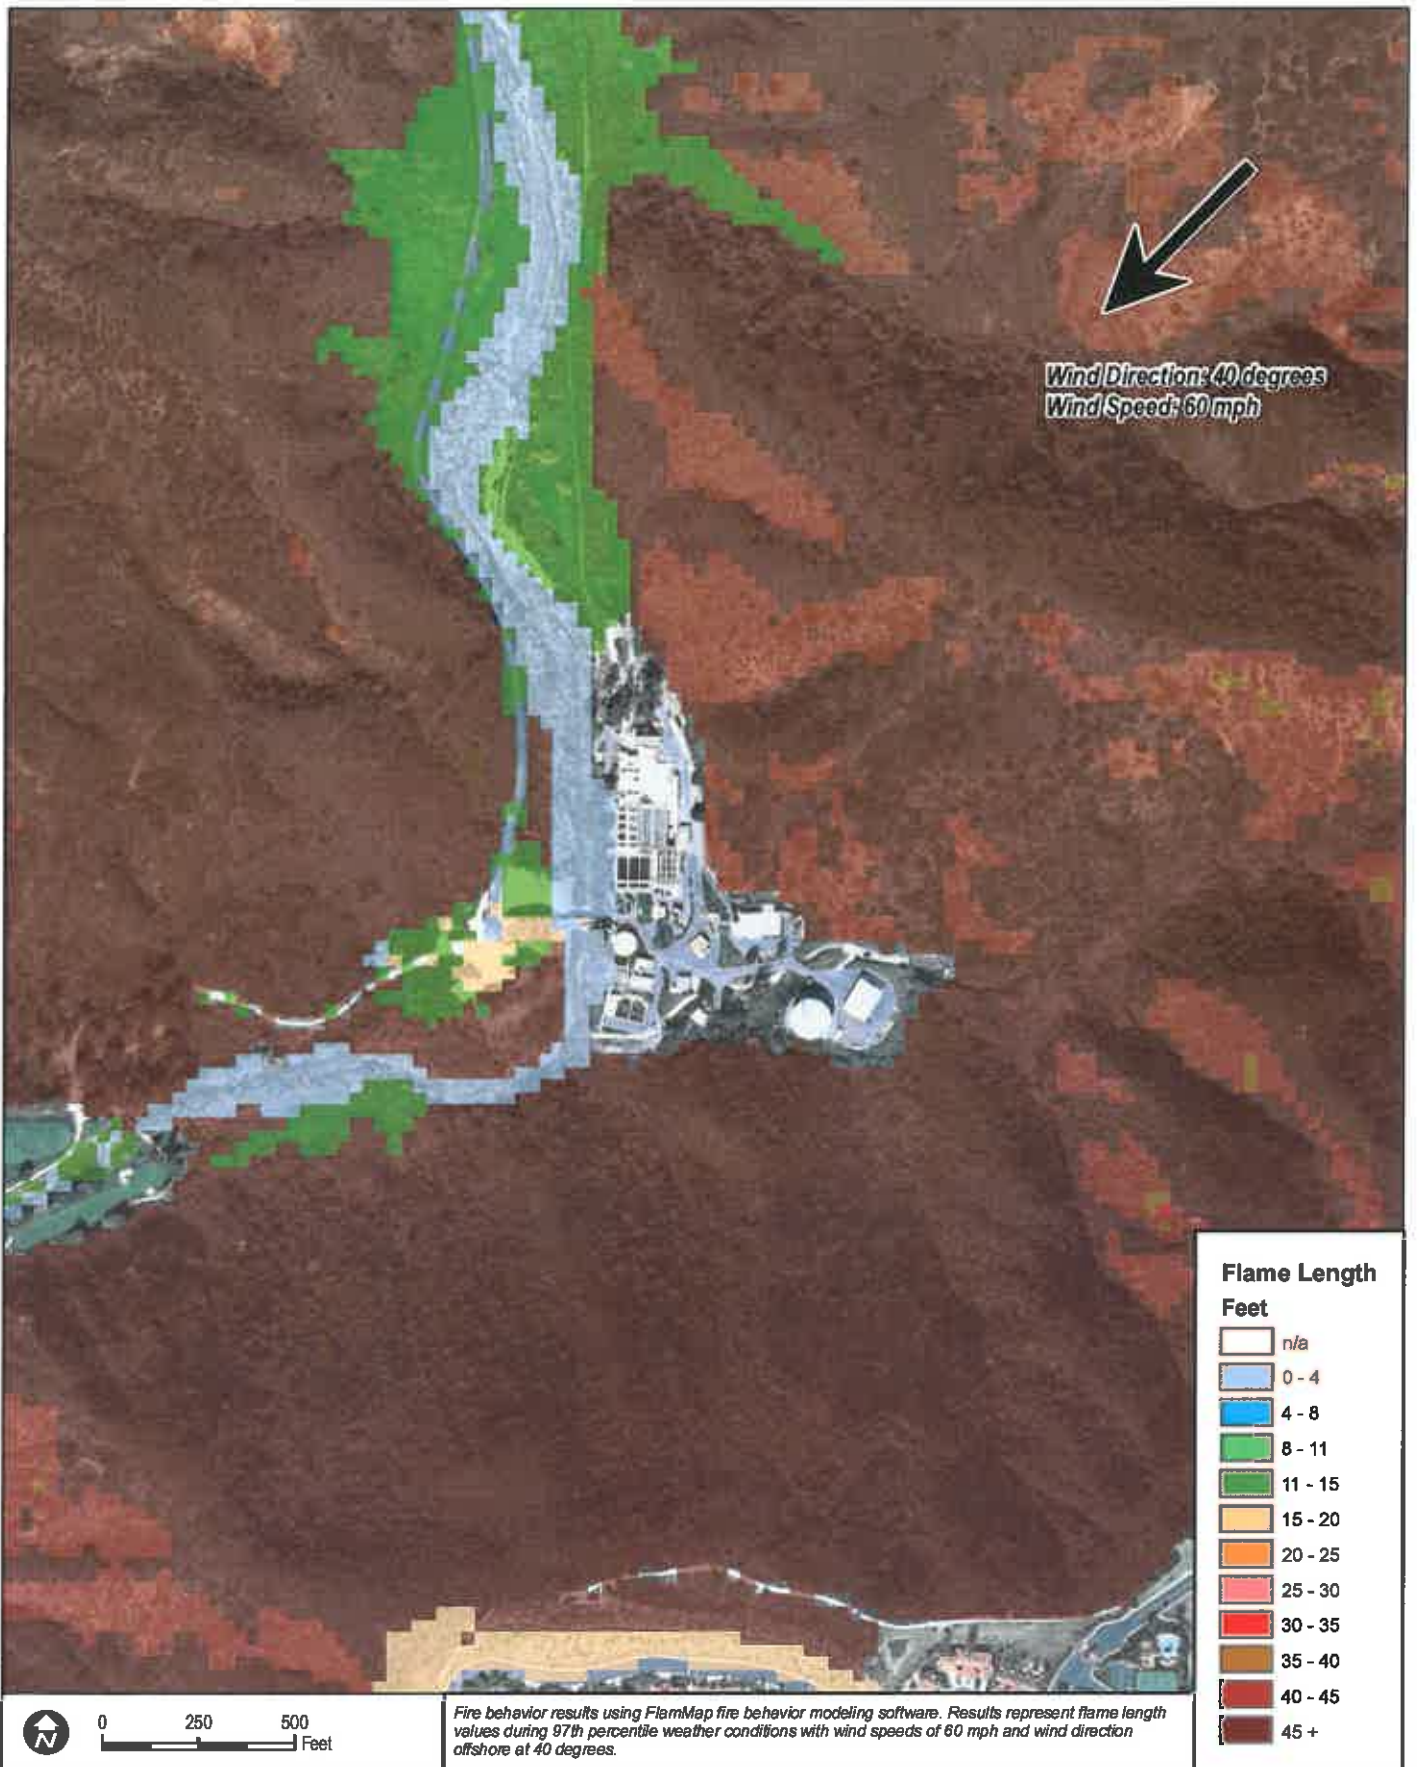 Wind Direction: 40 degrees
Wind Speed: 60 mph
Flame Length
Feet
n/a
0 - 4
4 - 8
8 - 11
11 - 15
15 - 20
20 - 25
25 - 30
30 - 35
35 - 40
40 - 45
45 +
N
0 250 500
Feet
Fire behavior results using FlamMap fire behavior modeling software. Results represent flame length
values during 97th percentile weather conditions with wind speeds of 60 mph and wind direction
offshore at 40 degrees.